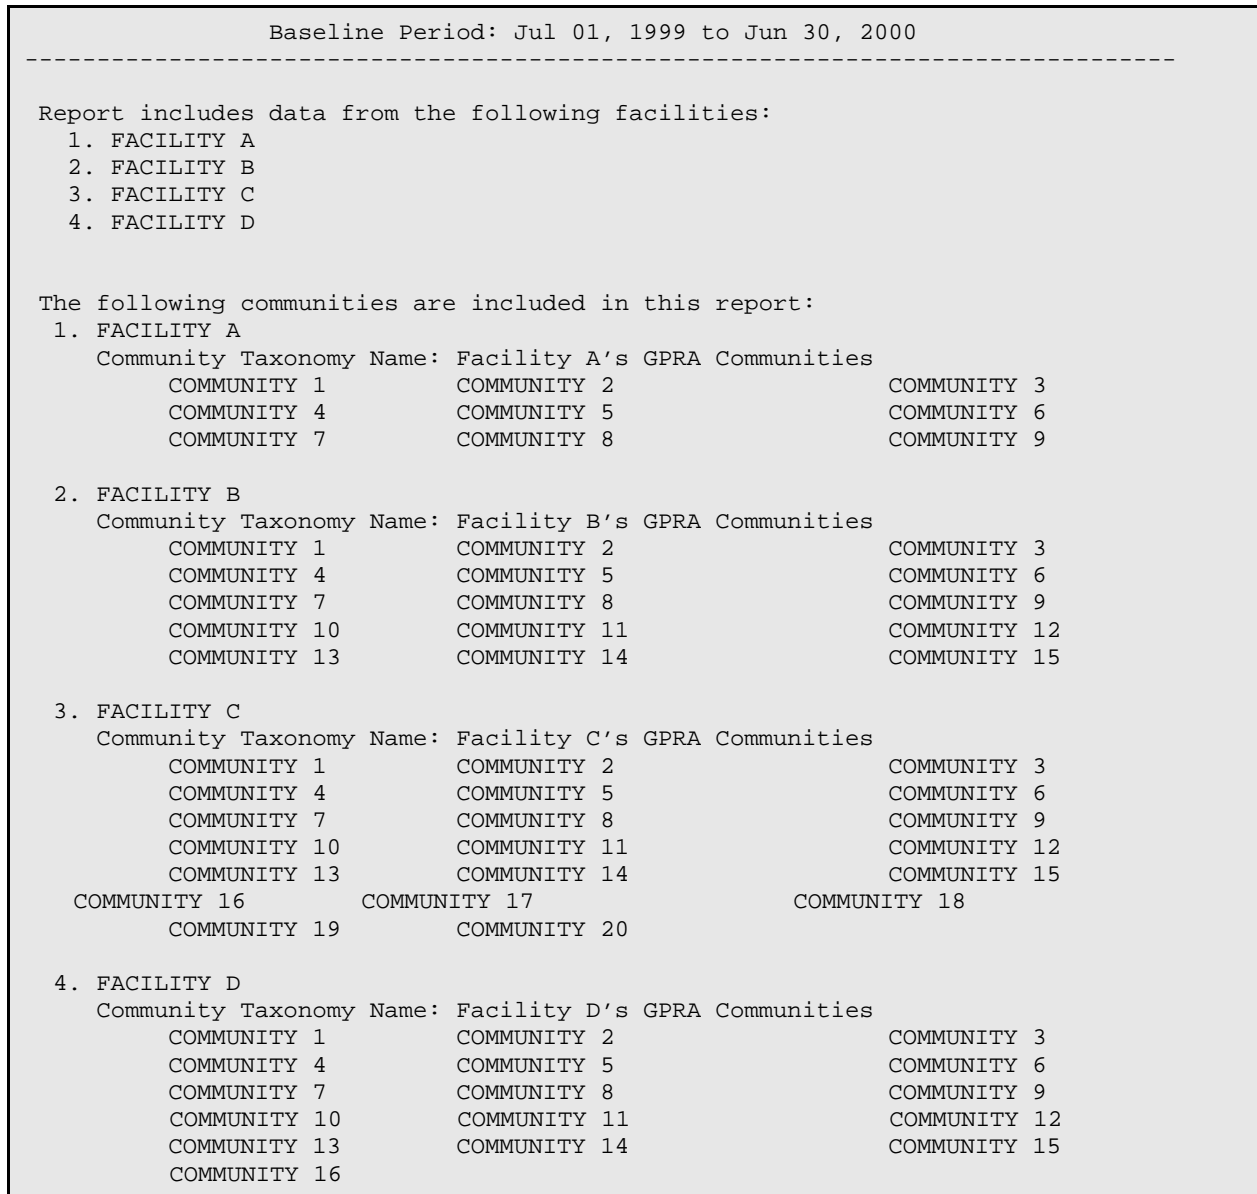 Baseline Period: Jul 01, 1999 to Jun 30, 2000
--------------------------------------------------------------------------------
Report includes data from the following facilities:
1. FACILITY A
2. FACILITY B
3. FACILITY C
4. FACILITY D
The following communities are included in this report:
1. FACILITY A
Community Taxonomy Name: Facility A’s GPRA Communities
COMMUNITY 1 COMMUNITY 2 COMMUNITY 3
COMMUNITY 4 COMMUNITY 5 COMMUNITY 6
COMMUNITY 7 COMMUNITY 8 COMMUNITY 9
2. FACILITY B
Community Taxonomy Name: Facility B’s GPRA Communities
COMMUNITY 1 COMMUNITY 2 COMMUNITY 3
COMMUNITY 4 COMMUNITY 5 COMMUNITY 6
COMMUNITY 7 COMMUNITY 8 COMMUNITY 9
COMMUNITY 10 COMMUNITY 11 COMMUNITY 12
COMMUNITY 13 COMMUNITY 14 COMMUNITY 15
3. FACILITY C
Community Taxonomy Name: Facility C’s GPRA Communities
COMMUNITY 1 COMMUNITY 2 COMMUNITY 3
COMMUNITY 4 COMMUNITY 5 COMMUNITY 6
COMMUNITY 7 COMMUNITY 8 COMMUNITY 9
COMMUNITY 10 COMMUNITY 11 COMMUNITY 12
COMMUNITY 13 COMMUNITY 14 COMMUNITY 15
COMMUNITY 16 COMMUNITY 17 COMMUNITY 18
COMMUNITY 19 COMMUNITY 20
4. FACILITY D
Community Taxonomy Name: Facility D’s GPRA Communities
COMMUNITY 1 COMMUNITY 2 COMMUNITY 3
COMMUNITY 4 COMMUNITY 5 COMMUNITY 6
COMMUNITY 7 COMMUNITY 8 COMMUNITY 9
COMMUNITY 10 COMMUNITY 11 COMMUNITY 12
COMMUNITY 13 COMMUNITY 14 COMMUNITY 15
COMMUNITY 16